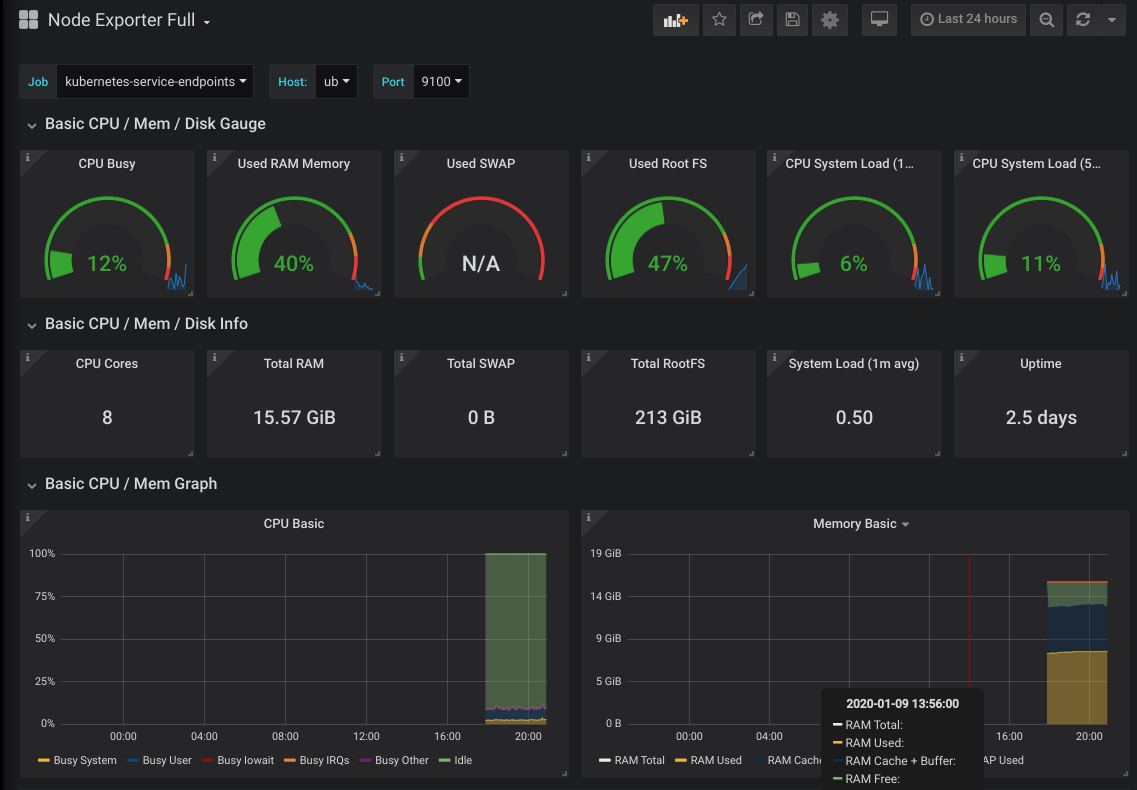 Node Exporter Full
Last 24 hours
Job kubernetes-service-endpoints Host: ub Port 9100
Basic CPU / Mem / Disk Gauge
CPU Busy Used RAM Memory Used SWAP Used Root FS CPU System Load (1... CPU System Load (5...
12% 40% N/A 47% 6% 11%
Basic CPU / Mem / Disk Info
CPU Cores Total RAM Total SWAP Total RootFS System Load (1m avg) Uptime
8 15.57 GiB 0 B 213 GiB 0.50 2.5 days
Basic CPU / Mem Graph
CPU Basic
100%
75%
50%
25%
0%
00:00 04:00 08:00 12:00 16:00 20:00
Busy System Busy User Busy Iowait Busy IRQs Busy Other Idle
Memory Basic
19 GiB
14 GiB
9 GiB
5 GiB
0 B
00:00 04:00 16:00 20:00
RAM Total RAM Used RAM Cache AP Used
2020-01-09 13:56:00
RAM Total:
RAM Used:
RAM Cache + Buffer:
RAM Free: